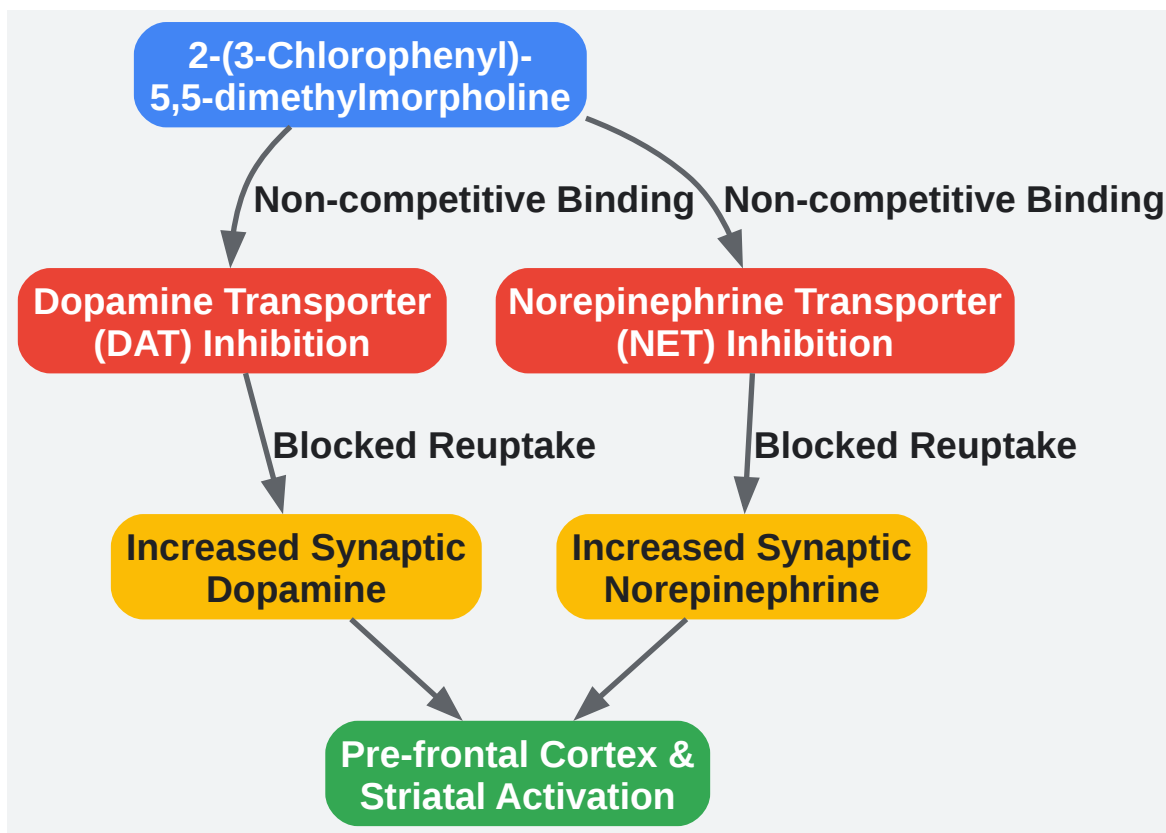 2-(3-Chlorophenyl)-
5,5-dimethylmorpholine
Non-competitive Binding
Non-competitive Binding
Dopamine Transporter
(DAT) Inhibition
Norepinephrine Transporter
(NET) Inhibition
Blocked Reuptake
Blocked Reuptake
Increased Synaptic
Dopamine
Increased Synaptic
Norepinephrine
Pre-frontal Cortex &
Striatal Activation